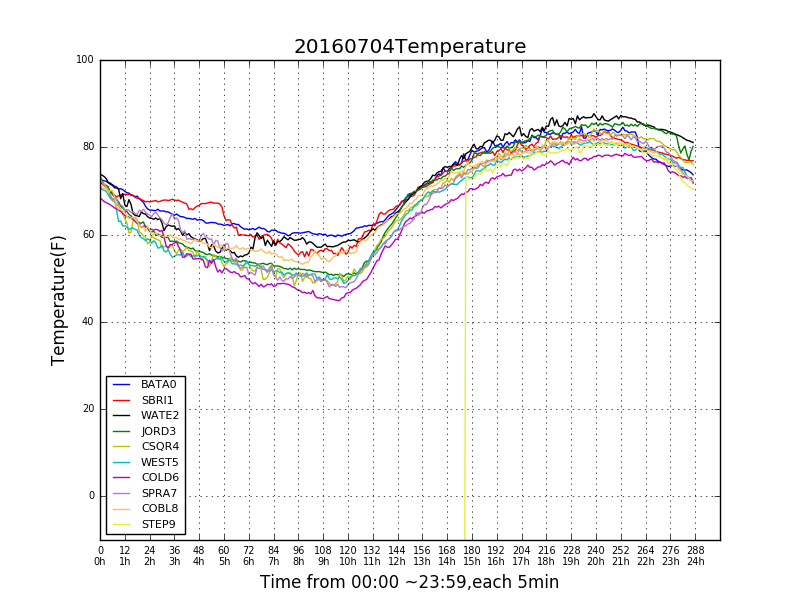 20160704Temperature
Temperature(F)
100
80
60
40
20
0
BATA0
SBRI1
WATE2
JORD3
CSQR4
WEST5
COLD6
SPRA7
COBL8
STEP9
0 12 24 36 48 60 72 84 96 108 120 132 144 156 168 180 192 204 216 228 240 252 264 276 288
0h 1h 2h 3h 4h 5h 6h 7h 8h 9h 10h 11h 12h 13h 14h 15h 16h 17h 18h 19h 20h 21h 22h 23h 24h
Time from 00:00 ~23:59,each 5min